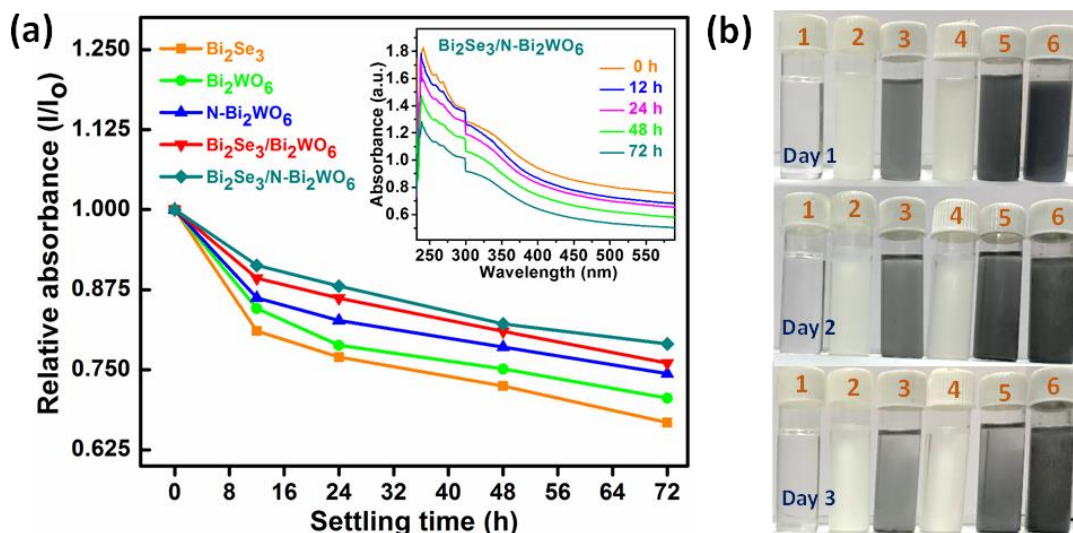 (a)
Relative absorbance (I/I₀)
1.250
1.125
1.000
0.875
0.750
0.625
Bi₂Se₃
Bi₂WO₆
N-Bi₂WO₆
Bi₂Se₃/Bi₂WO₆
Bi₂Se₃/N-Bi₂WO₆
0 8 16 24 32 40 48 56 64 72
Settling time (h)
Absorbance (a.u.)
1.8
1.6
1.4
1.2
1.0
0.8
0.6
Bi₂Se₃/N-Bi₂WO₆
0 h
12 h
24 h
48 h
72 h
250 300 350 400 450 500 550
Wavelength (nm)
(b)
1 2 3 4 5 6
Day 1
1 2 3 4 5 6
Day 2
1 2 3 4 5 6
Day 3